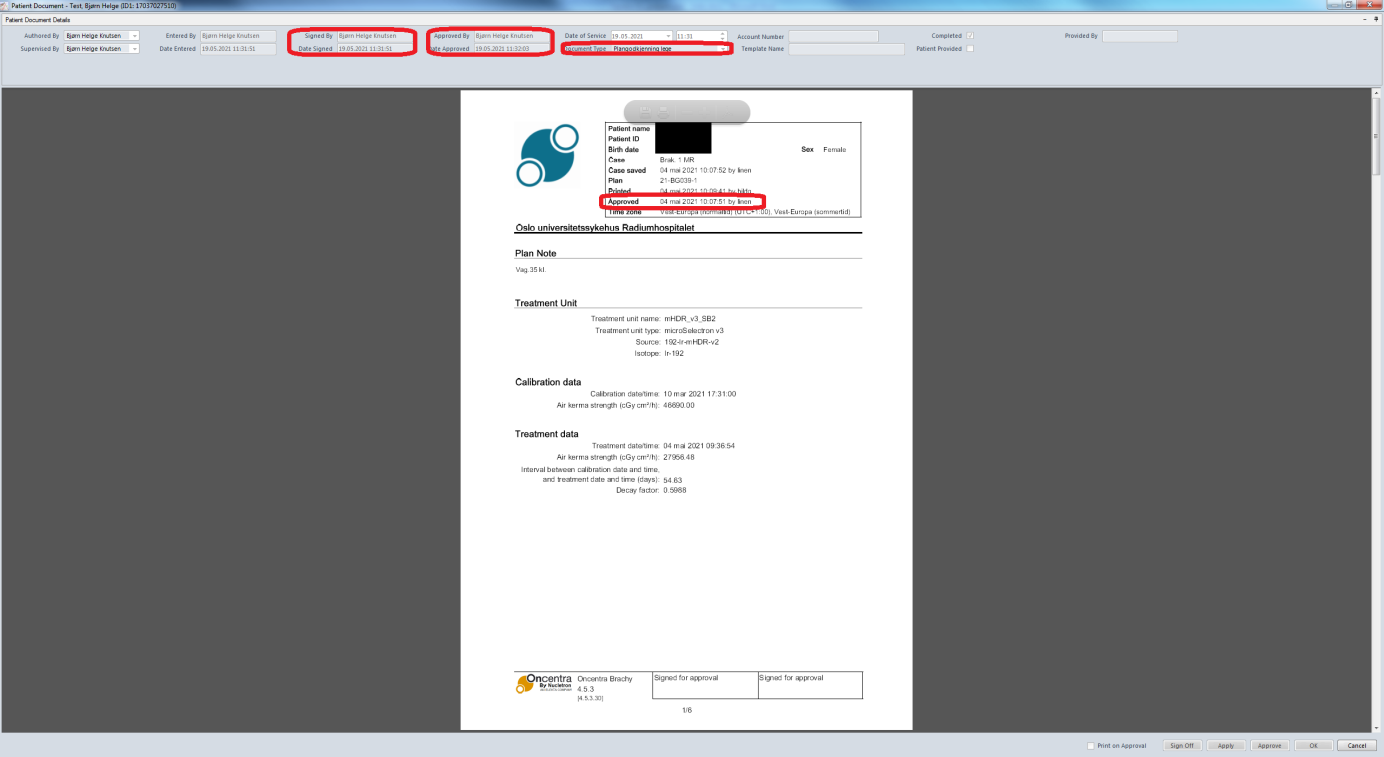 Patient Document - Test, Bjørn Helge (ID1: 17037027510)
Patient Document Details
Authored By Bjørn Helge Knutsen Entered By Bjørn Helge Knutsen Signed By Bjørn Helge Knutsen Approved By Bjørn Helge Knutsen Date of Service 19.05.2021 11:31 Account Number Completed Provided By
Supervised By Bjørn Helge Knutsen Date Entered 19.05.2021 11:31:51 Date Signed 19.05.2021 11:31:51 Date Approved 19.05.2021 11:32:03 Document Type Plangodkjenning lege Template Name Patient Provided
Patient name
Patient ID
Birth date Sex Female
Case Brak. 1 MR
Case saved 04 mai 2021 10:07:52 by linen
Plan 21-BG039-1
Printed 04 mai 2021 10:09:41 by
Approved 04 mai 2021 10:07:51 by linen
Time zone Vest-Europa (normaltid) (UTC+1:00), Vest-Europa (sommertid)
Oslo universitetssykehus Radiumhospitalet
Plan Note
Vag.35 kl.
Treatment Unit
Treatment unit name: mHDR_v3_SB2
Treatment unit type: microSelectron v3
Source: 192-Ir-mHDR-v2
Isotope: Ir-192
Calibration data
Calibration date/time: 10 mar 2021 17:31:00
Air kerma strength (cGy cm²/h): 46690.00
Treatment data
Treatment date/time: 04 mai 2021 09:36:54
Air kerma strength (cGy cm²/h): 27956.48
Interval between calibration date and time,
and treatment date and time (days): 54.63
Decay factor: 0.5988
Oncentra Oncentra Brachy Signed for approval Signed for approval
By Nucletron 4.5.3
(4.5.3.30)
1/6
Print on Approval Sign Off Apply Approve OK Cancel